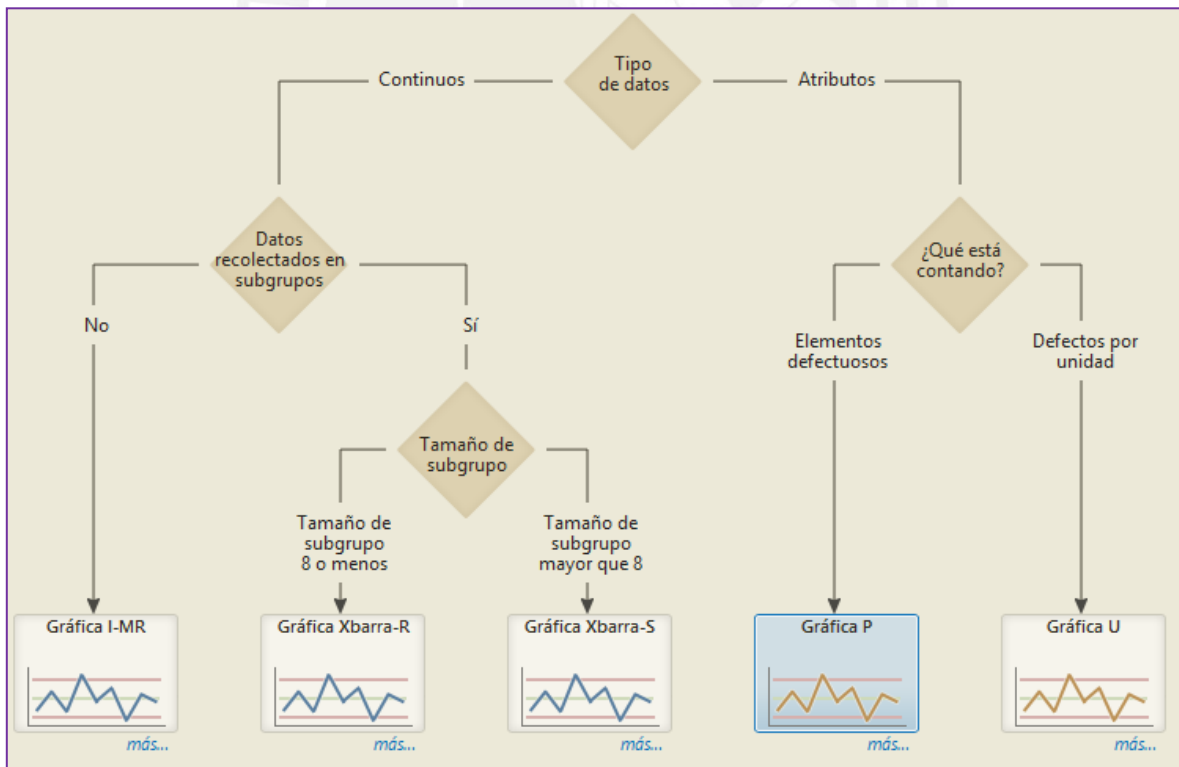 Tipo
de datos
Continuos
Atributos
Datos
recolectados en
subgrupos
¿Qué está
contando?
No
Sí
Elementos
defectuosos
Defectos por
unidad
Tamaño de
subgrupo
Tamaño de
subgrupo
8 o menos
Tamaño de
subgrupo
mayor que 8
Gráfica I-MR
Gráfica Xbarra-R
Gráfica Xbarra-S
Gráfica P
Gráfica U
más...
más...
más...
más...
más...